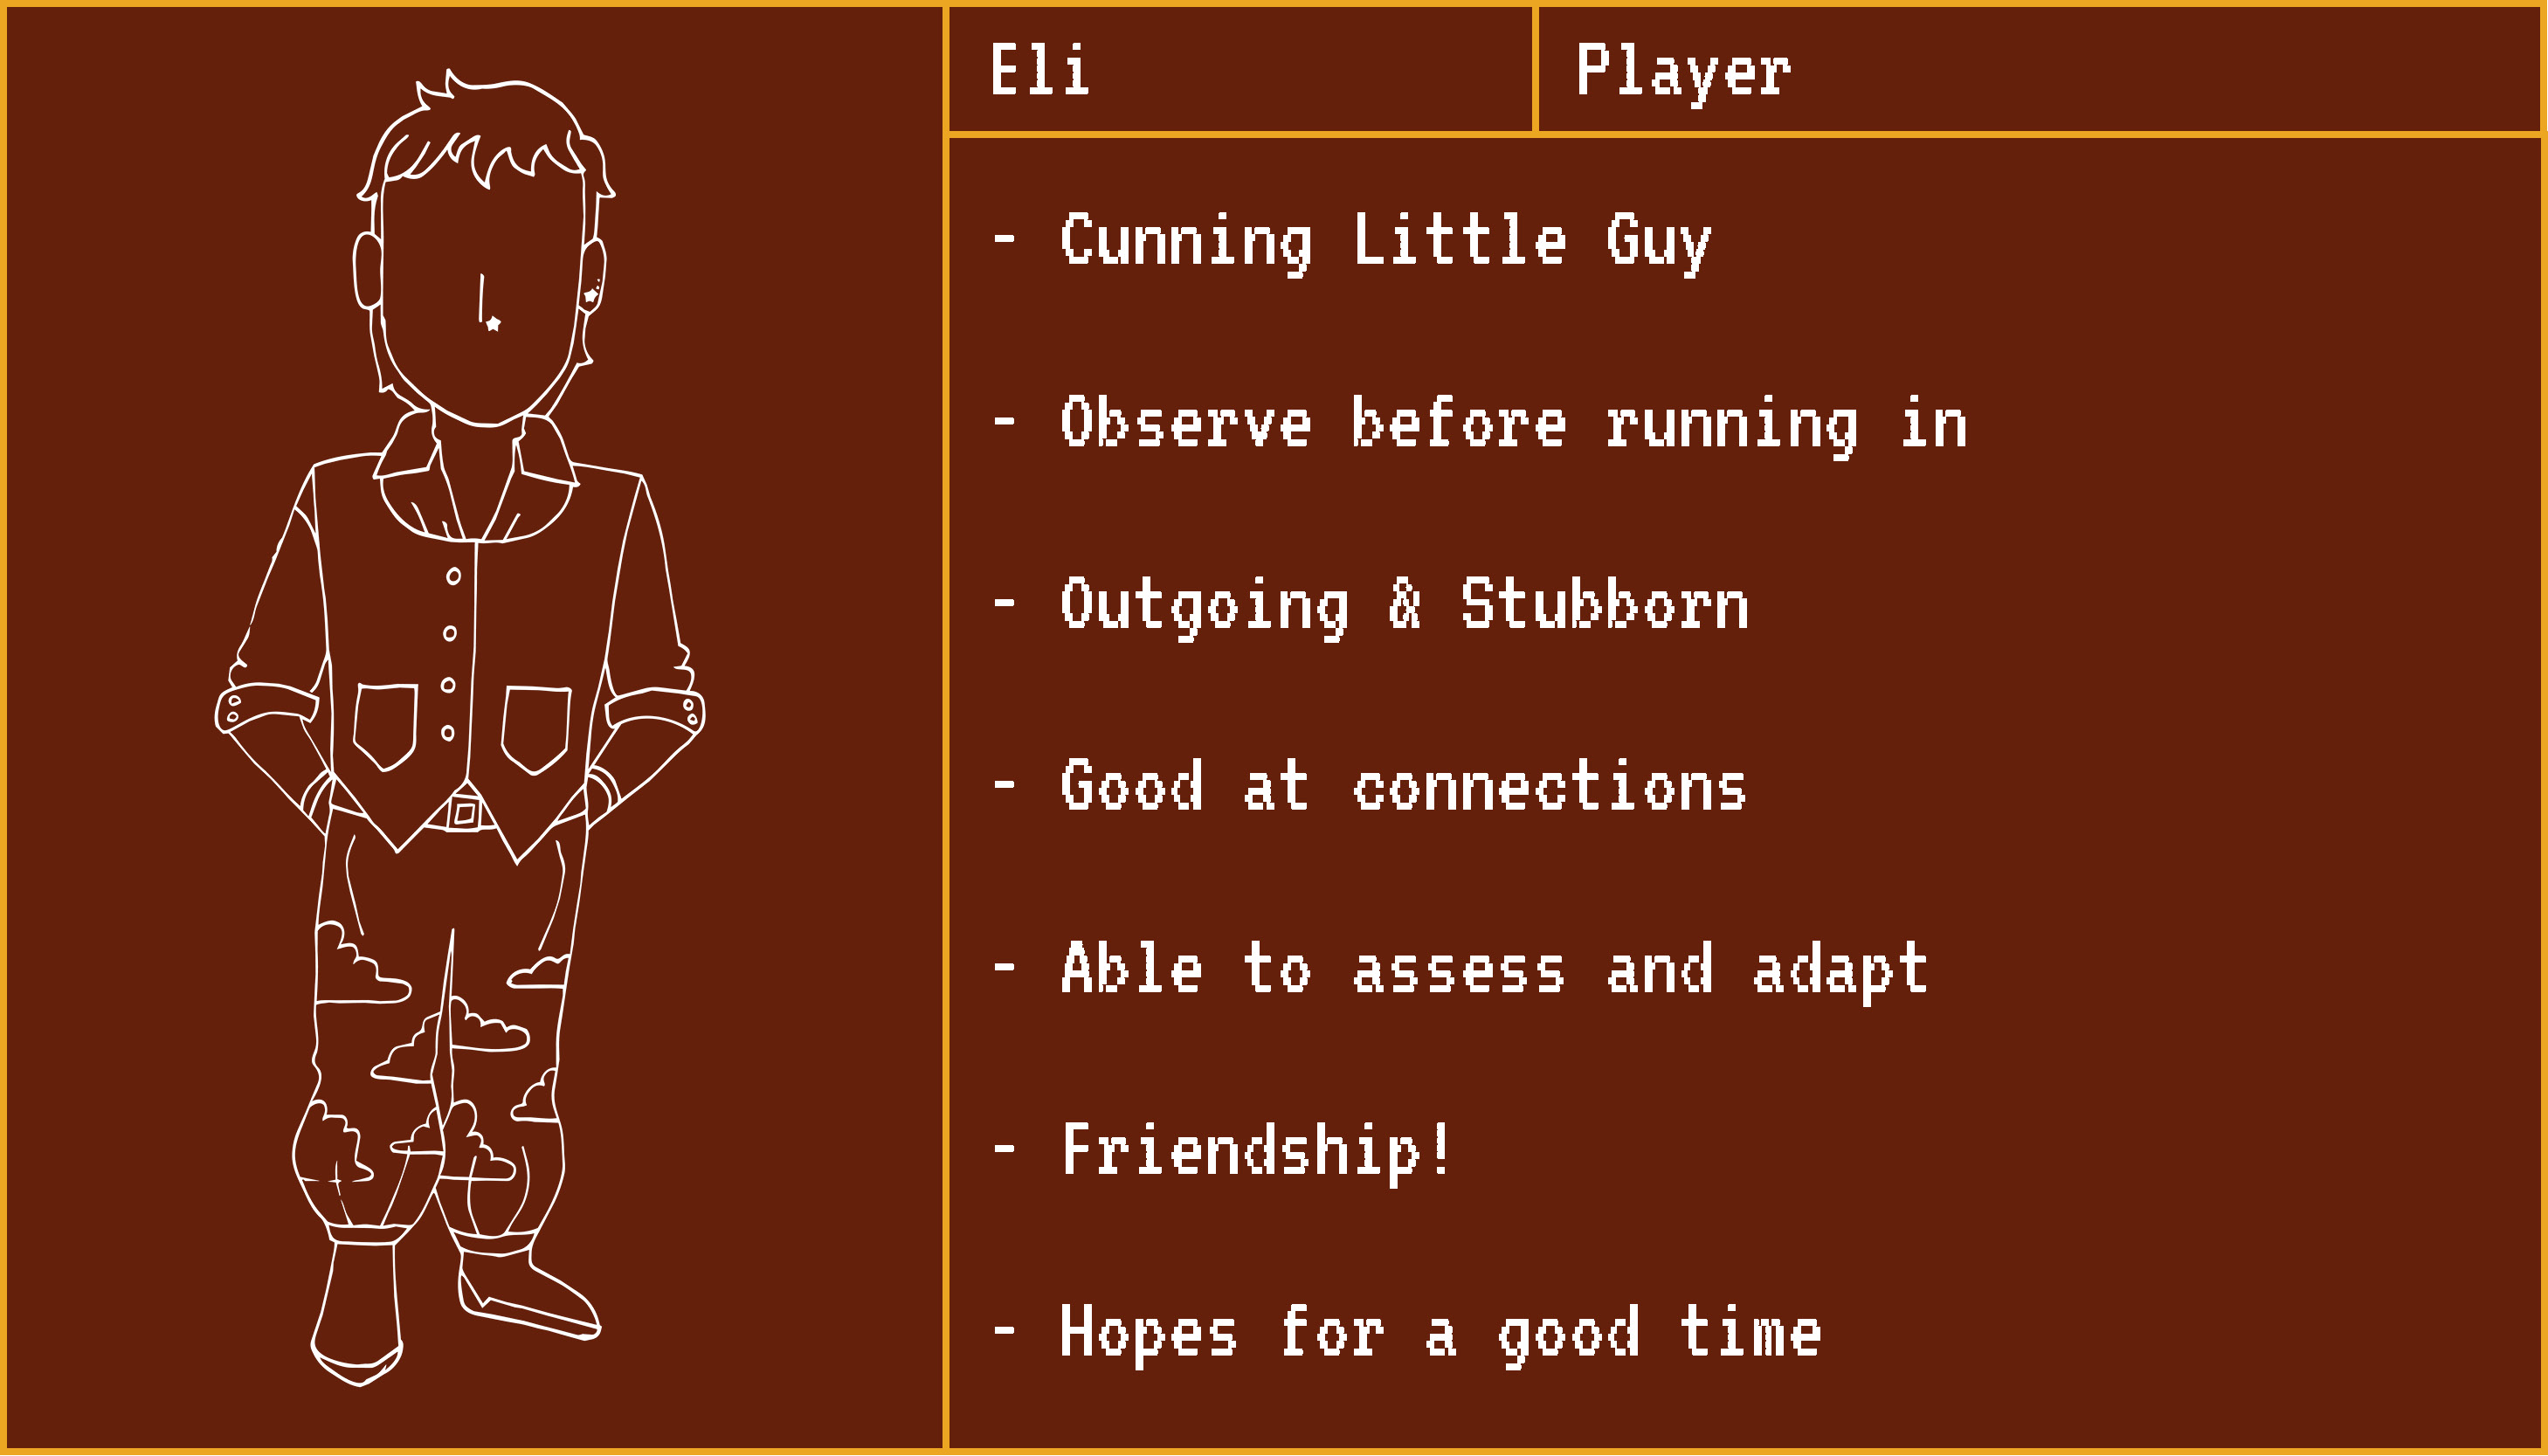 Eli
Player
- Cunning Little Guy
- Observe before running in
- Outgoing & Stubborn
- Good at connections
- Able to assess and adapt
- Friendship!
- Hopes for a good time